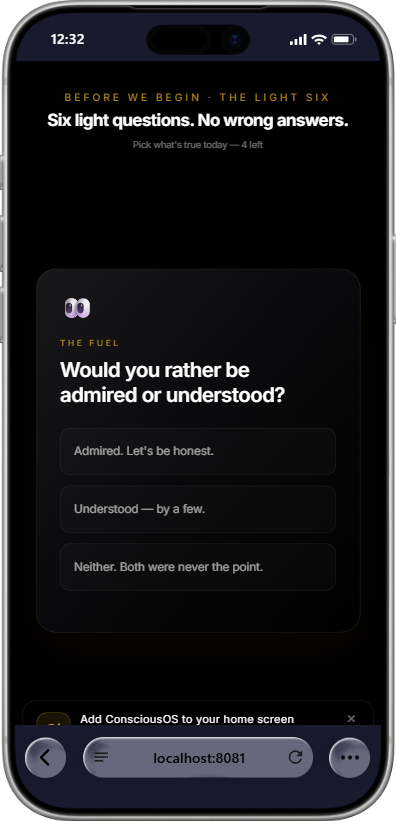 12:32
BEFORE WE BEGIN · THE LIGHT SIX
Six light questions. No wrong answers.
Pick what's true today — 4 left
THE FUEL
Would you rather be
admired or understood?
Admired. Let's be honest.
Understood — by a few.
Neither. Both were never the point.
Add ConsciousOS to your home screen
localhost:8081